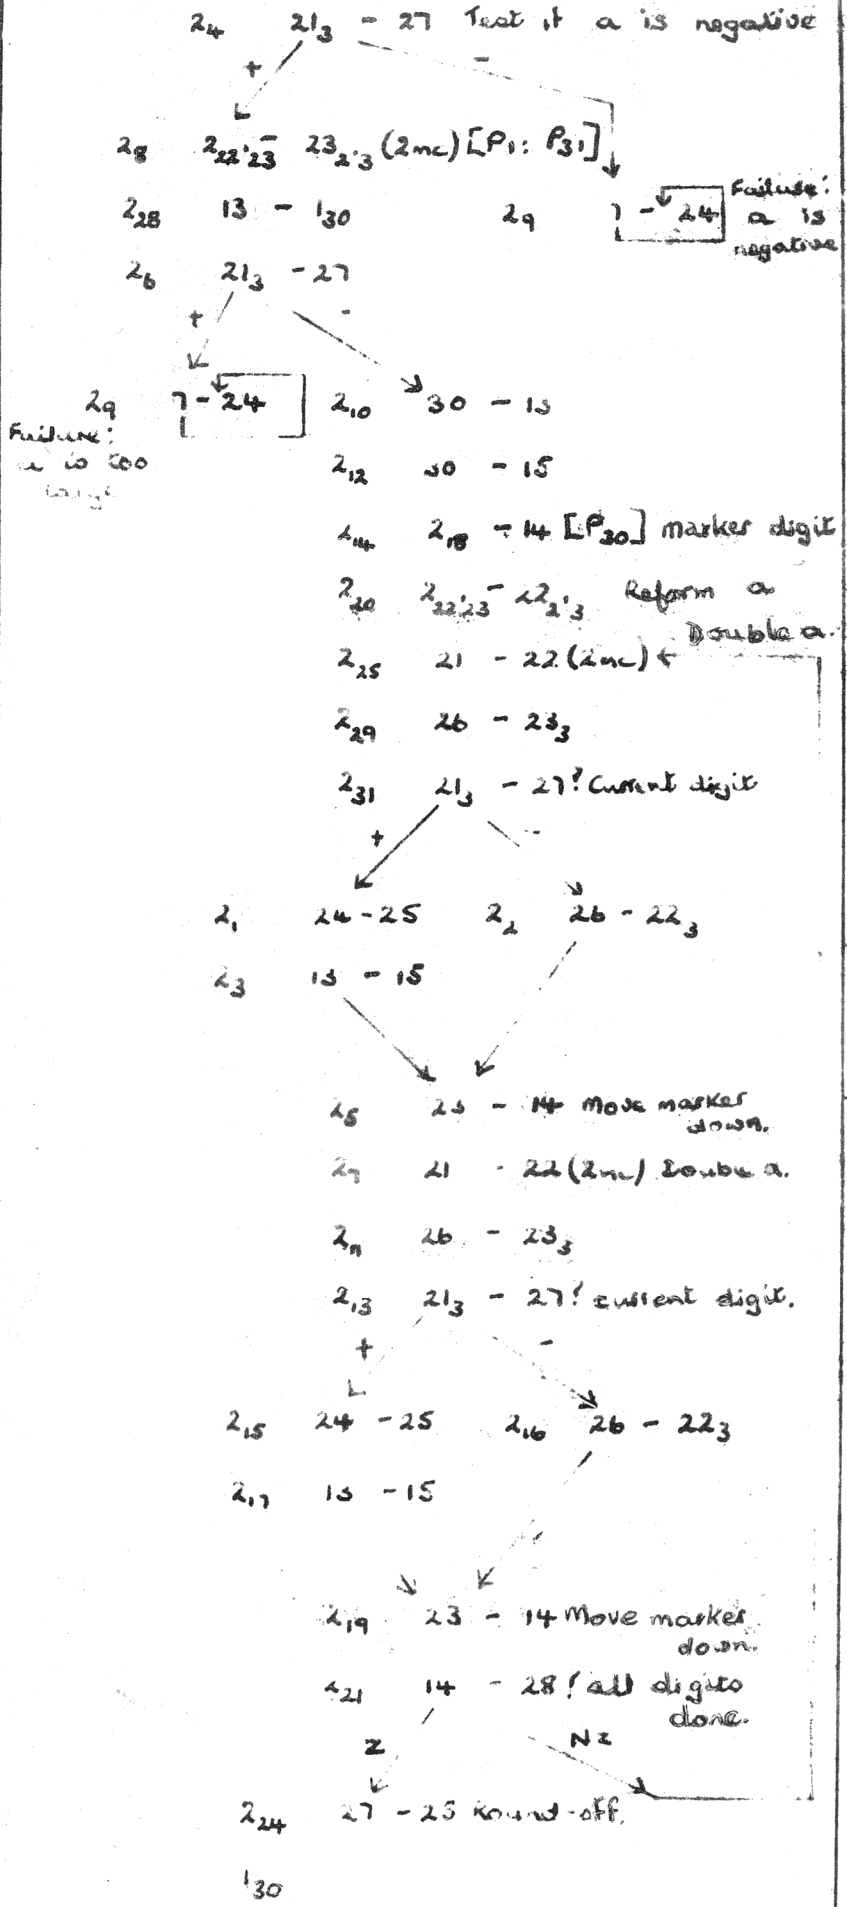 2₄ 21₃ - 27 Test if a is negative
+ -
2₈ 2₂₂.₂₃ - 23₂.₃ (2mc) [P₁: P₃₁]
2₂₈ 13 - 1₃₀ 2₉ 7 - 24 Failure: a is negative
2₆ 21₃ - 27
+ -
2₉ 7 - 24 2₁₀ 30 - 13
Failure:
a is too
large
2₁₂ 30 - 15
2₁₄ 2₁₈ - 14 [P₃₀] marker digit
2₂₀ 2₂₂.₂₃ - 22₂.₃ Reform a
Double a.
2₂₅ 21 - 22 (2mc)
2₂₉ 26 - 23₃
2₃₁ 21₃ - 27? Current digit
+ -
2₁ 24 - 25 2₂ 26 - 22₃
2₃ 13 - 15
2₅ 23 - 14 Move marker
down.
2₇ 21 - 22 (2mc) Double a.
2₁₁ 26 - 23₃
2₁₃ 21₃ - 27? current digit.
+ -
2₁₅ 24 - 25 2₁₆ 26 - 22₃
2₁₇ 13 - 15
2₁₉ 23 - 14 Move marker
down.
2₂₁ 14 - 28? all digits
done.
Z NZ
2₂₄ 27 - 25 Round-off.
1₃₀